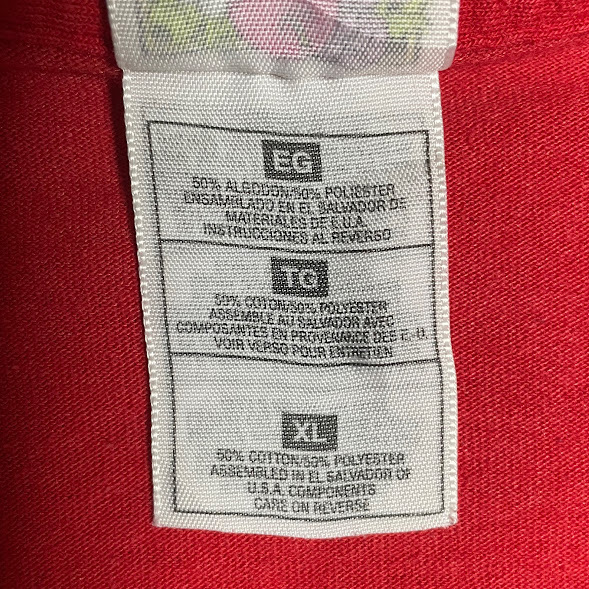 EG
50% ALGODON/50% POLIESTER
ENSAMBLADO EN EL SALVADOR DE
MATERIALES DE E.U.A.
INSTRUCCIONES AL REVERSO
TG
50% COTON/50% POLYESTER
ASSEMBLE AU SALVADOR AVEC
COMPOSANTES EN PROVENANCE DES E.-U.
VOIR VERSO POUR ENTRETIEN
XL
50% COTTON/50% POLYESTER
ASSEMBLED IN EL SALVADOR OF
U.S.A. COMPONENTS
CARE ON REVERSE